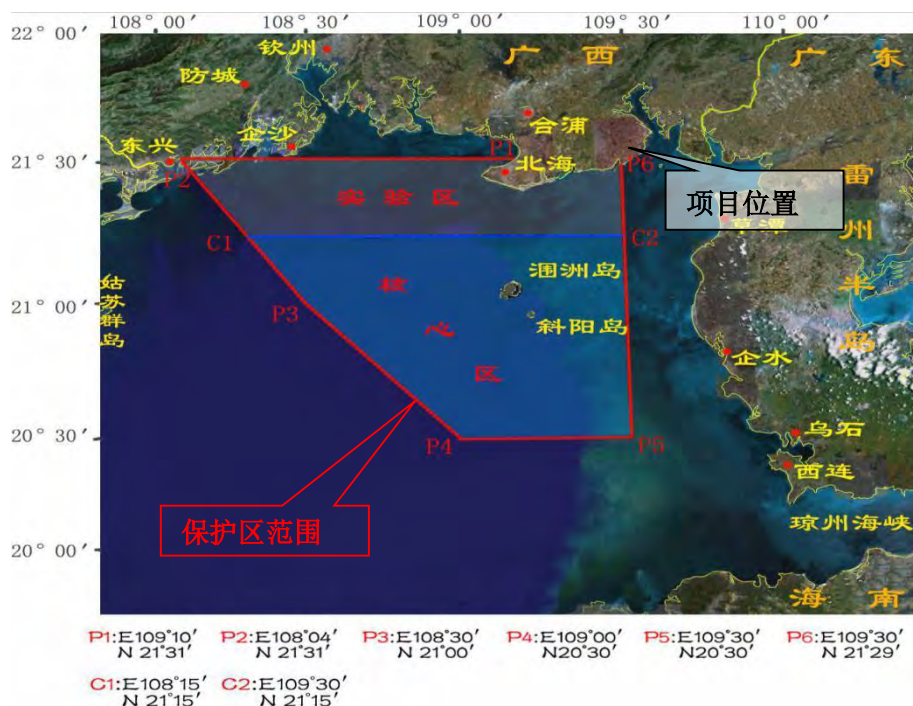 108° 00′ 108° 30′ 109° 00′ 109° 30′ 110° 00′
22° 00′
钦州
广 西
广 东
防城
合浦
企沙
东兴
21° 30′
P1
P6
P2
北海
雷
项目位置
实 验 区
草潭
州
C1
C2
涠洲岛
核
半
姑苏群岛
21° 00′
P3
斜阳岛
心
岛
企水
区
20° 30′
P4
P5
乌石
西连
保护区范围
琼州海峡
20° 00′
海 南
P1:E109°10′ P2:E108°04′ P3:E108°30′ P4:E109°00′ P5:E109°30′ P6:E109°30′
N 21°31′ N 21°31′ N 21°00′ N20°30′ N20°30′ N 21°29′
C1:E108°15′ C2:E109°30′
N 21°15′ N 21°15′